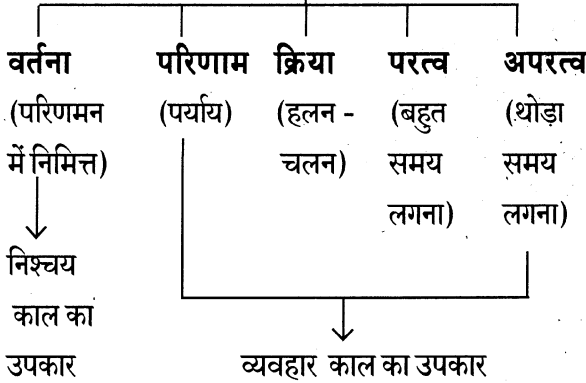 वर्तना परिणाम क्रिया परत्व अपरत्व
(परिणमन (पर्याय) (हलन - (बहुत (थोड़ा
में निमित्त) चलन) समय समय
लगना) लगना)
निश्चय
काल का
उपकार व्यवहार काल का उपकार